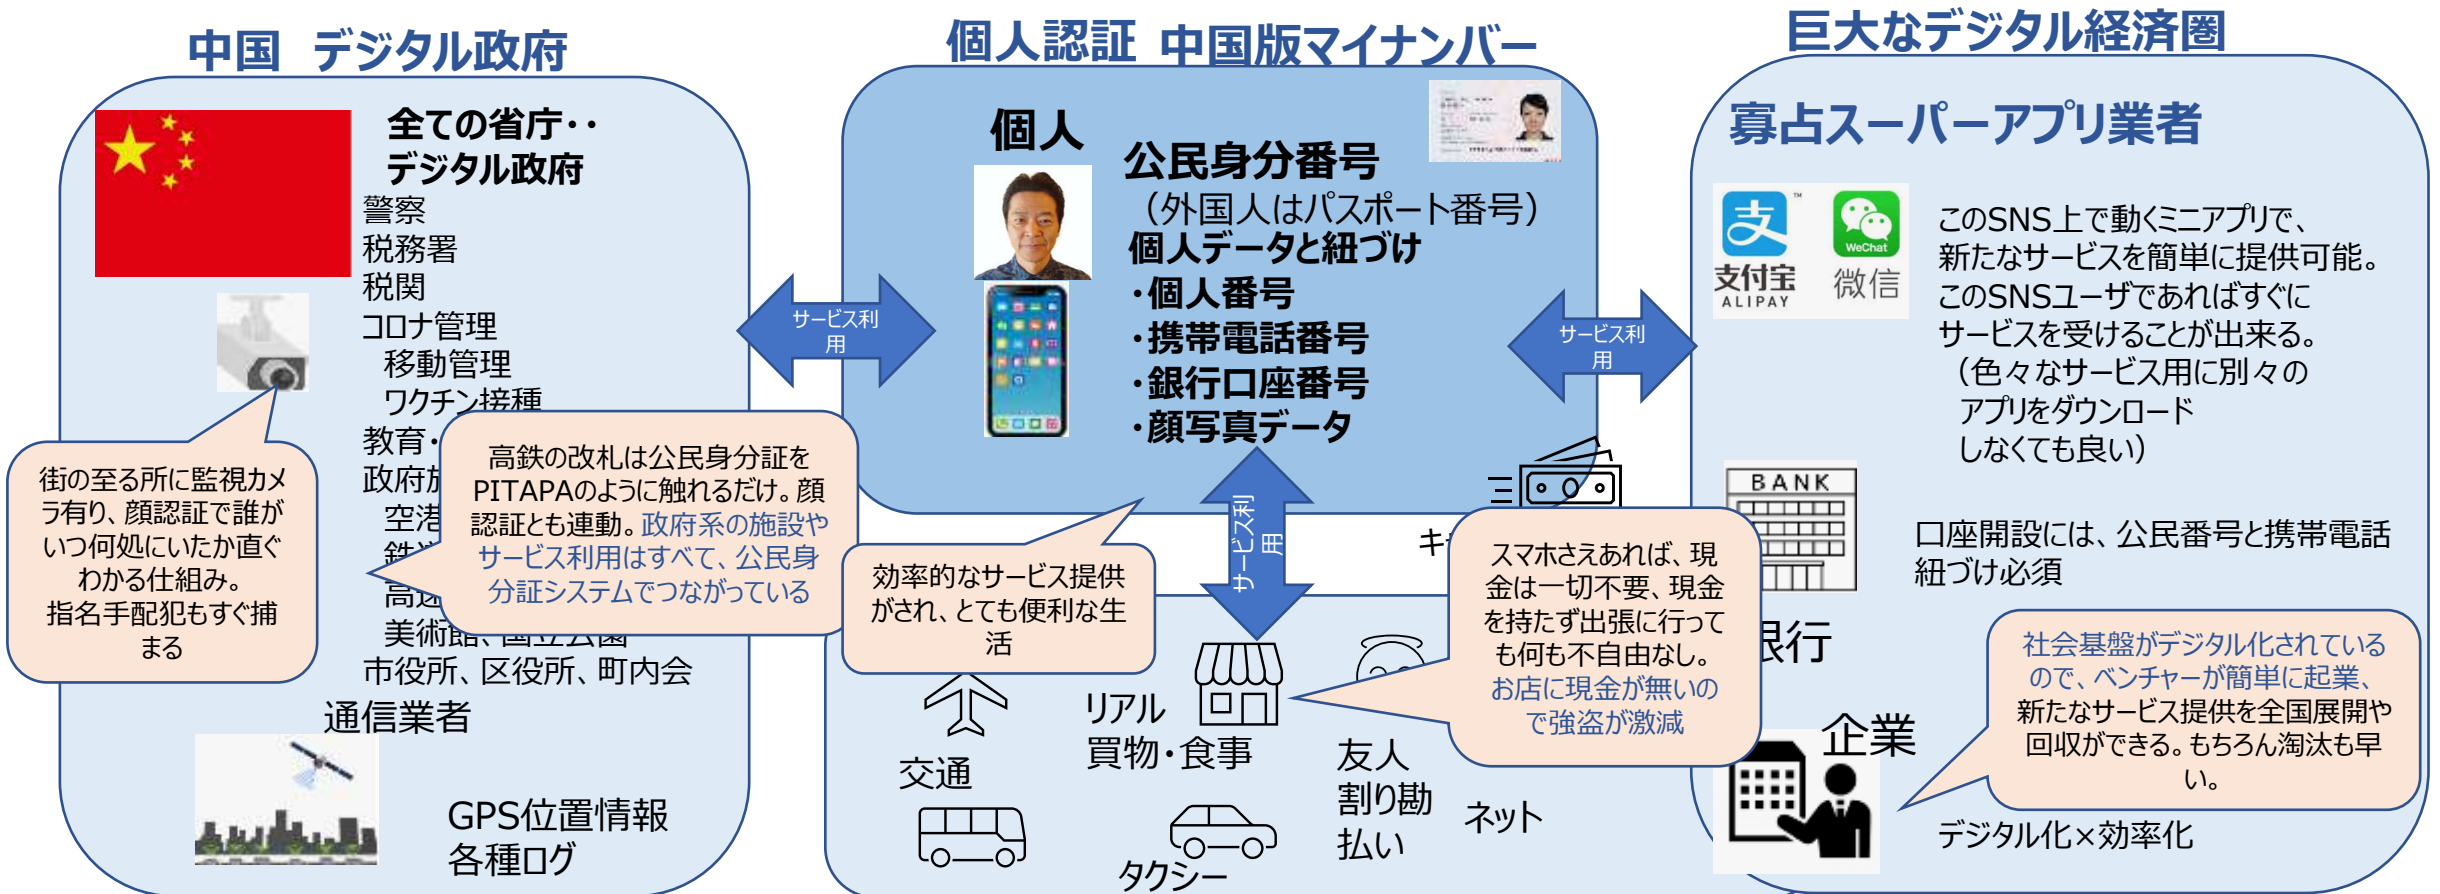 中国 デジタル政府
全ての省庁・・
デジタル政府
警察
税務署
税関
コロナ管理
移動管理
ワクチン接種
教育・
政府施
空港
鉄道
高速
美術館、国立公園
市役所、区役所、町内会
通信業者
GPS位置情報
各種ログ
街の至る所に監視カメ
ラ有り、顔認証で誰が
いつ何処にいたか直ぐ
わかる仕組み。
指名手配犯もすぐ捕
まる
高鉄の改札は公民身分証を
PITAPAのように触れるだけ。顔
認証とも連動。政府系の施設や
サービス利用はすべて、公民身
分証システムでつながっている
サービス利
用
個人認証 中国版マイナンバー
個人
公民身分番号
（外国人はパスポート番号）
個人データと紐づけ
・個人番号
・携帯電話番号
・銀行口座番号
・顔写真データ
サービス利
用
サービス利
用
効率的なサービス提供
がされ、とても便利な生
活
キ
スマホさえあれば、現
金は一切不要、現金
を持たず出張に行って
も何も不自由なし。
お店に現金が無いの
で強盗が激減
交通
リアル
買物・食事
タクシー
友人
割り勘
払い
ネット
巨大なデジタル経済圏
寡占スーパーアプリ業者
支
支付宝
ALIPAY
TM
WeChat
微信
このSNS上で動くミニアプリで、
新たなサービスを簡単に提供可能。
このSNSユーザであればすぐに
サービスを受けることが出来る。
（色々なサービス用に別々の
アプリをダウンロード
しなくても良い）
BANK
口座開設には、公民番号と携帯電話
紐づけ必須
銀行
社会基盤がデジタル化されている
ので、ベンチャーが簡単に起業、
新たなサービス提供を全国展開や
回収ができる。もちろん淘汰も早
い。
企業
デジタル化×効率化